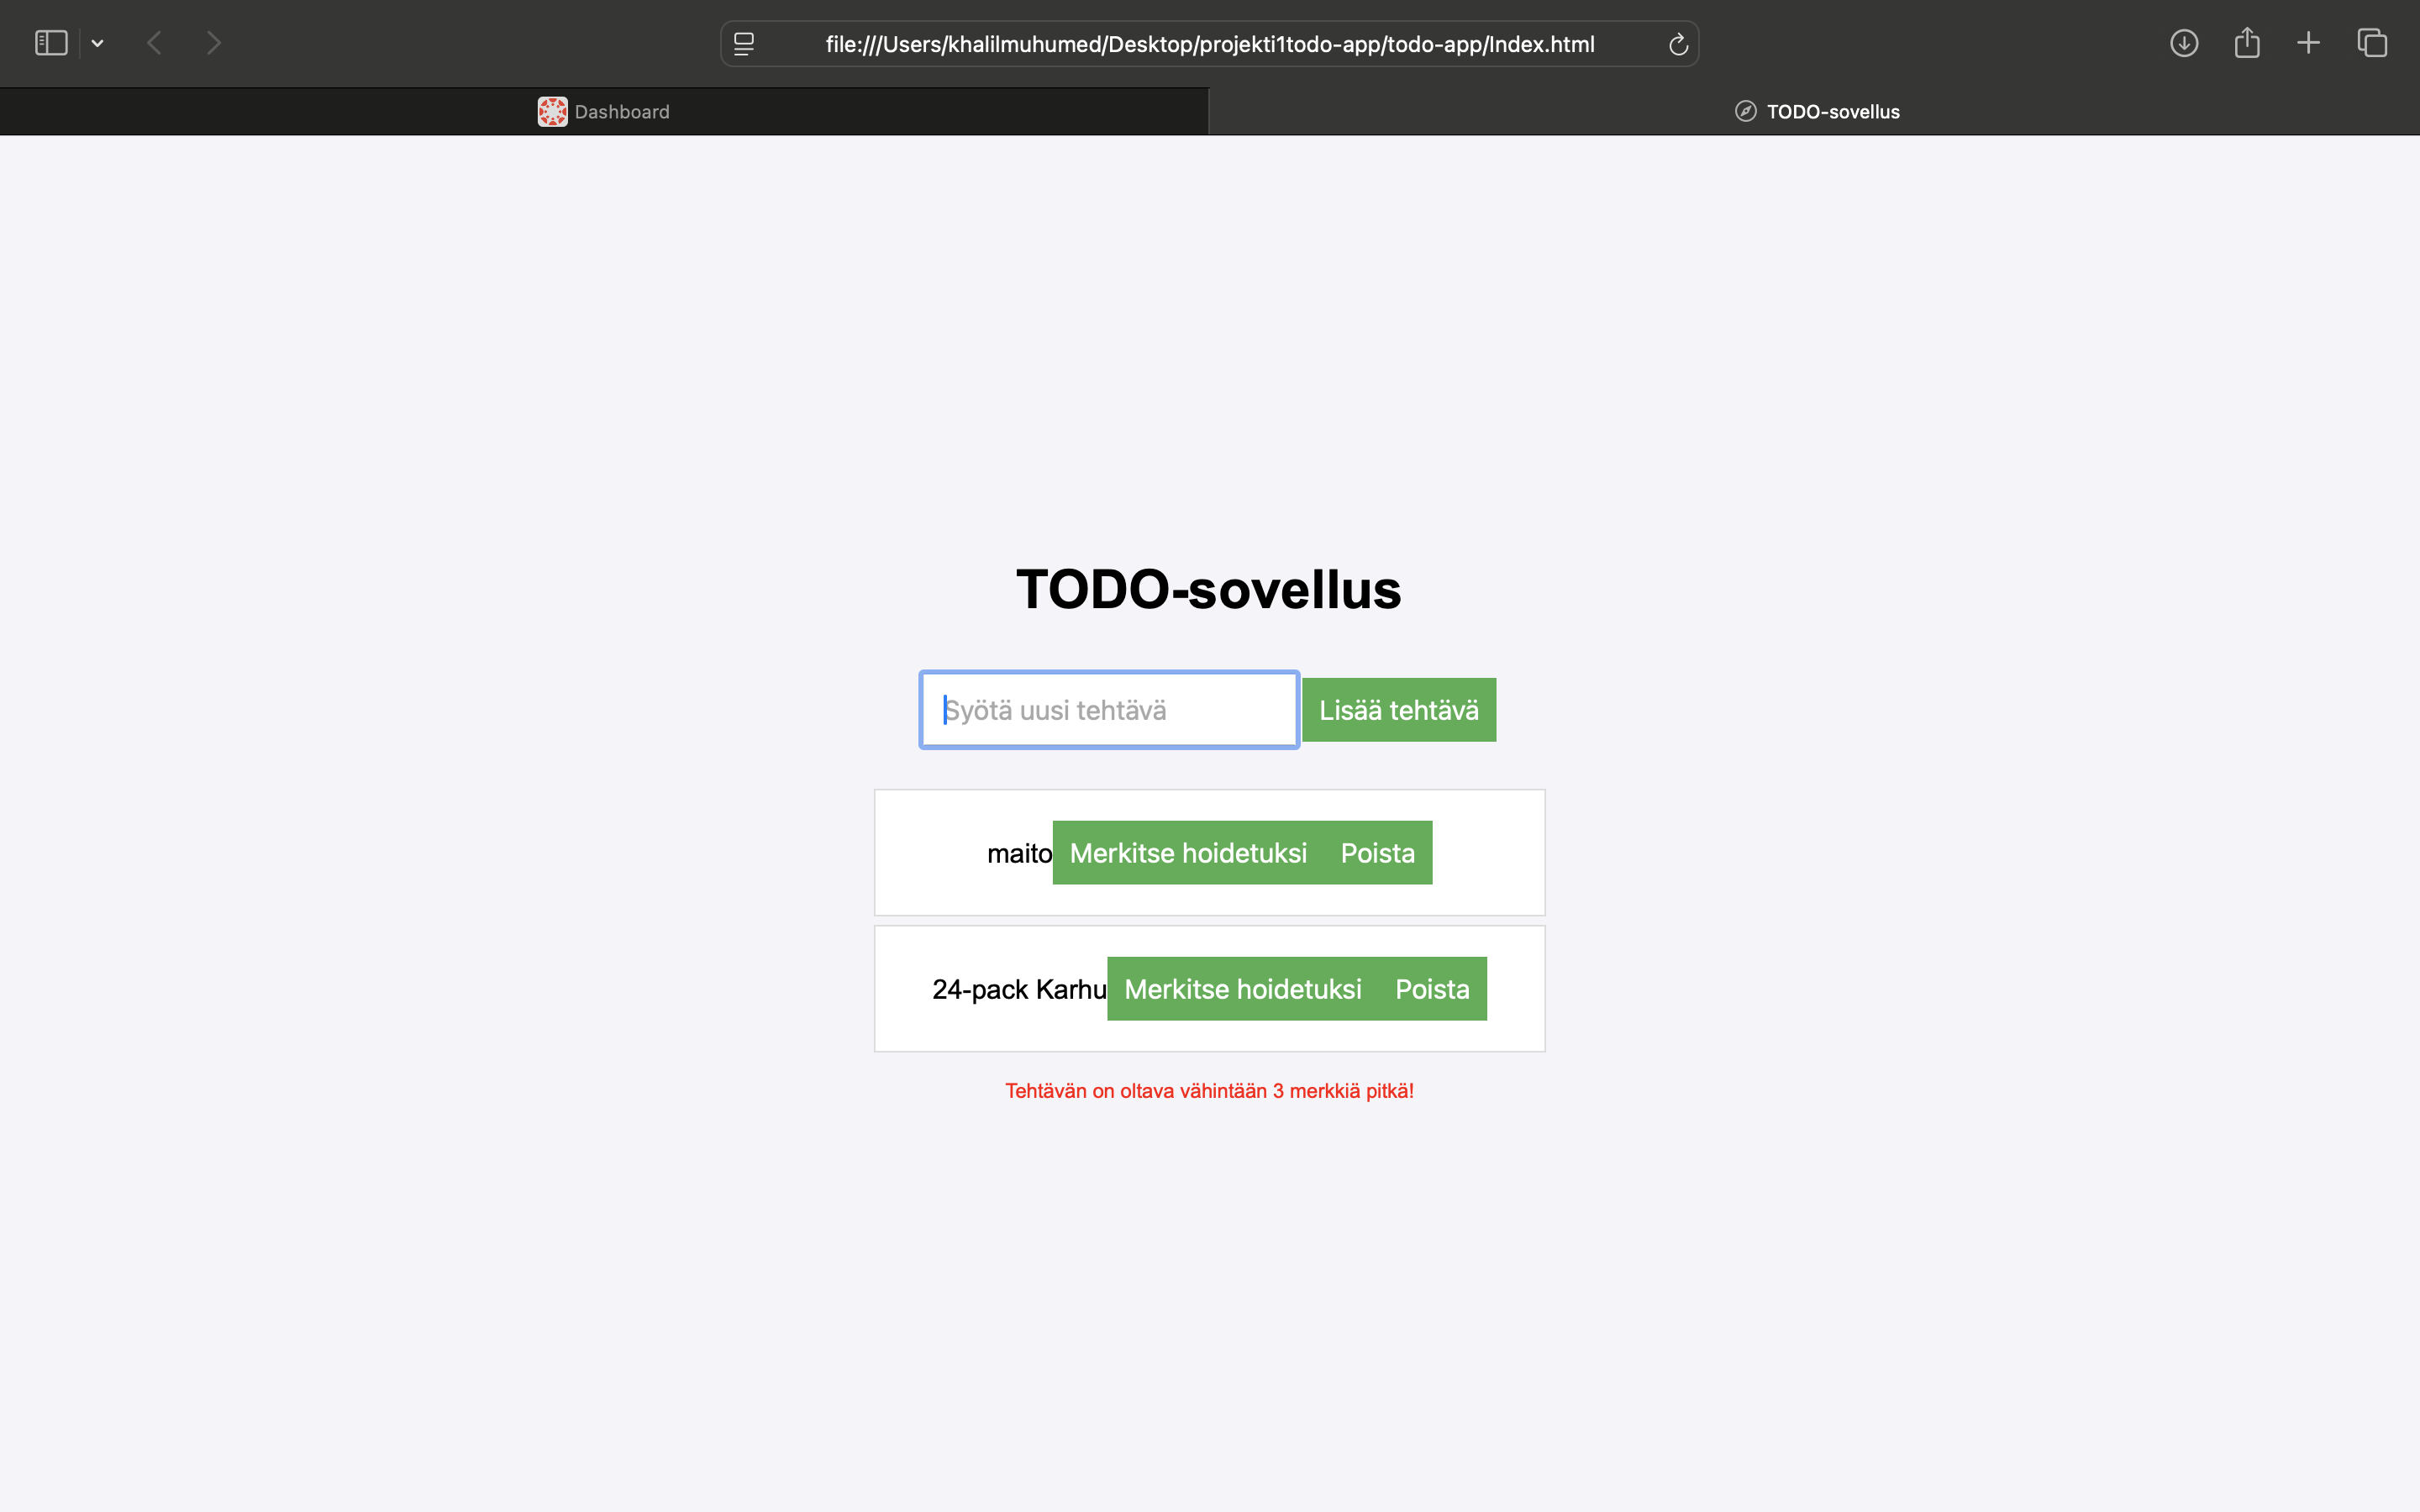 file:///Users/khalilmuhumed/Desktop/projekti1todo-app/todo-app/Index.html
Dashboard
TODO-sovellus
TODO-sovellus
Syötä uusi tehtävä
Lisää tehtävä
maito Merkitse hoidetuksi Poista
24-pack Karhu Merkitse hoidetuksi Poista
Tehtävän on oltava vähintään 3 merkkiä pitkä!